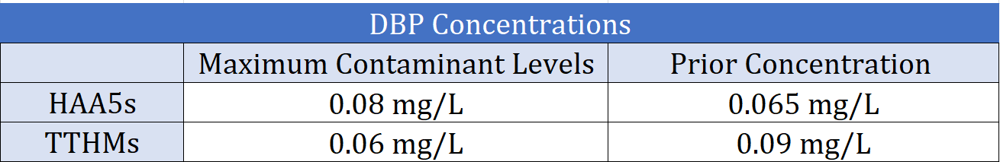 DBP Concentrations
Maximum Contaminant Levels Prior Concentration
HAA5s 0.08 mg/L 0.065 mg/L
TTHMs 0.06 mg/L 0.09 mg/L